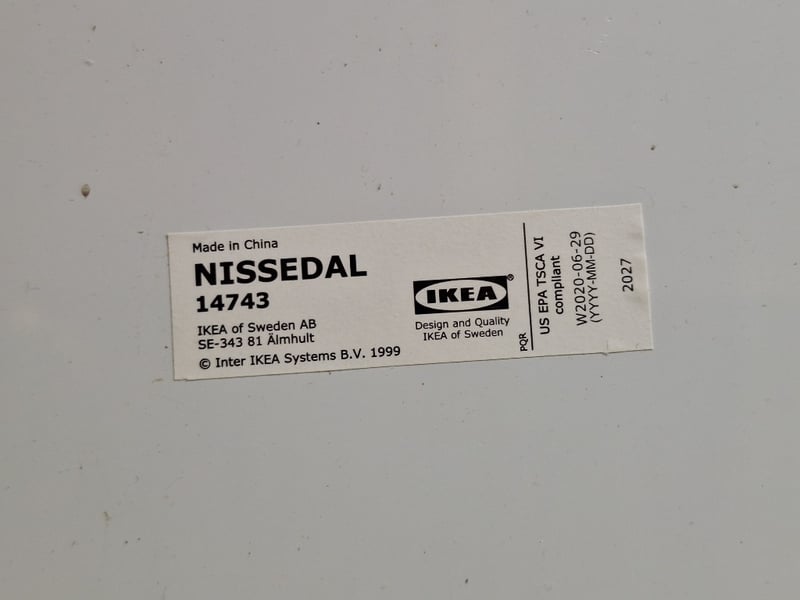 Made in China
NISSEDAL
14743
IKEA of Sweden AB
SE-343 81 Älmhult
© Inter IKEA Systems B.V. 1999
IKEA®
Design and Quality
IKEA of Sweden
PQR
US EPA TSCA VI
compliant
W2020-06-29
(YYYY-MM-DD)
2027